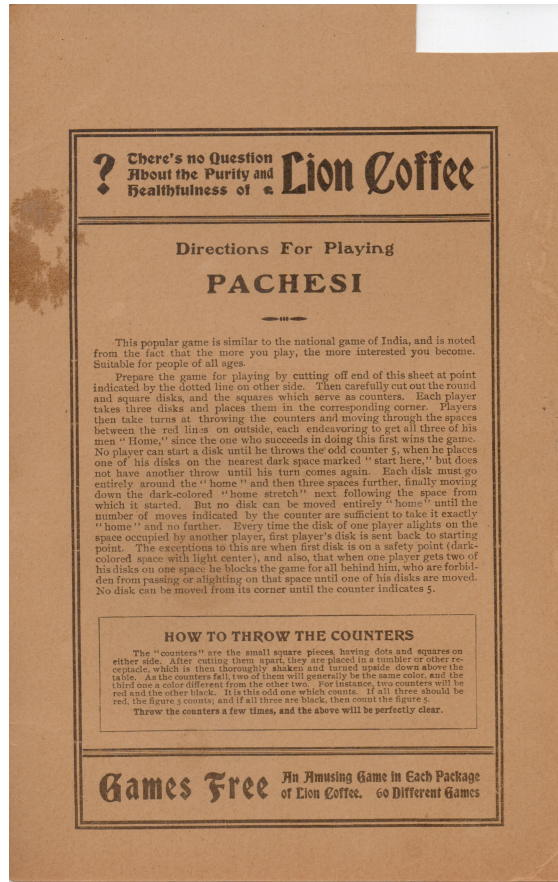 ? There's no Question
About the Purity and
Healthfulness of
Lion Coffee
Directions For Playing
PACHESI
This popular game is similar to the national game of India, and is noted
from the fact that the more you play, the more interested you become.
Suitable for people of all ages.
Prepare the game for playing by cutting off end of this sheet at point
indicated by the dotted line on other side. Then carefully cut out the round
and square disks, and the squares which serve as counters. Each player
takes three disks and places them in the corresponding corner. Players
then take turns at throwing the counters and moving through the spaces
between the red lines on outside, each endeavoring to get all three of his
men "Home," since the one who succeeds in doing this first wins the game.
No player can start a disk until he throws the odd counter 5, when he places
one of his disks on the nearest dark space marked "start here," but does
not have another throw until his turn comes again. Each disk must go
entirely around the "home" and then three spaces further, finally moving
down the dark-colored "home stretch" next following the space from
which it started. But no disk can be moved entirely "home" until the
number of moves indicated by the counter are sufficient to take it exactly
"home" and no further. Every time the disk of one player alights on the
space occupied by another player, first player's disk is sent back to starting
point. The exceptions to this are when first disk is on a safety point (dark-
colored space with light center), and also, that when one player gets two of
his disks on one space he blocks the game for all behind him, who are forbid-
den from passing or alighting on that space until one of his disks are moved.
No disk can be moved from its corner until the counter indicates 5.
HOW TO THROW THE COUNTERS
The "counters" are the small square pieces, having dots and squares on
either side. After cutting them apart, they are placed in a tumbler or other re-
ceptacle, which is then thoroughly shaken and turned upside down above the
table. As the counters fall, two of them will generally be the same color, and the
third one a color different from the other two. For instance, two counters will be
red and the other black. It is this odd one which counts. If all three should be
red, the figure 3 counts; and if all three are black, then count the figure 5.
Throw the counters a few times, and the above will be perfectly clear.
Games Free
An Amusing Game in Each Package
of Lion Coffee. 60 Different Games